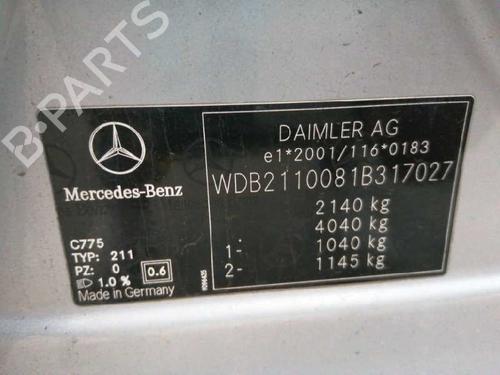 B-PARTS
Mercedes-Benz
C775
TYP: 211
PZ: 0
1.0 % 0.6
Made in Germany
DAIMLER AG
e1*2001/116*0183
WDB2110081B317027
2140 kg
4040 kg
1- 1040 kg
2- 1145 kg